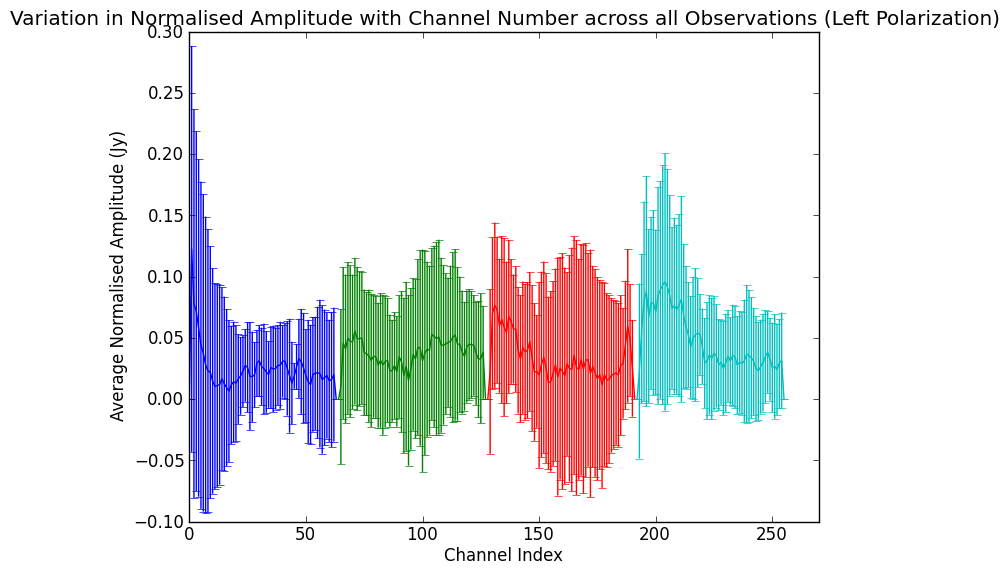 Variation in Normalised Amplitude with Channel Number across all Observations (Left Polarization)
0.30
0.25
0.20
0.15
0.10
0.05
0.00
−0.05
−0.10
Average Normalised Amplitude (Jy)
0 50 100 150 200 250
Channel Index